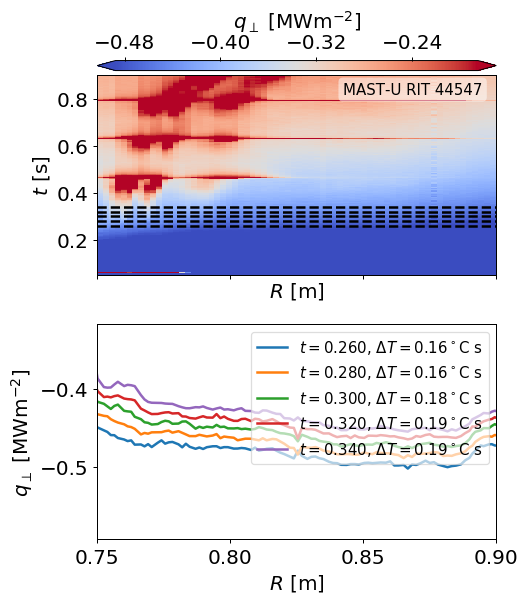 q⊥ [MWm−2]
−0.48 −0.40 −0.32 −0.24
MAST-U RIT 44547
0.8
0.6
0.4
0.2
t [s]
R [m]
t = 0.260, ΔT = 0.16°C s
t = 0.280, ΔT = 0.16°C s
t = 0.300, ΔT = 0.18°C s
t = 0.320, ΔT = 0.19°C s
t = 0.340, ΔT = 0.19°C s
−0.4
−0.5
q⊥ [MWm−2]
0.75 0.80 0.85 0.90
R [m]